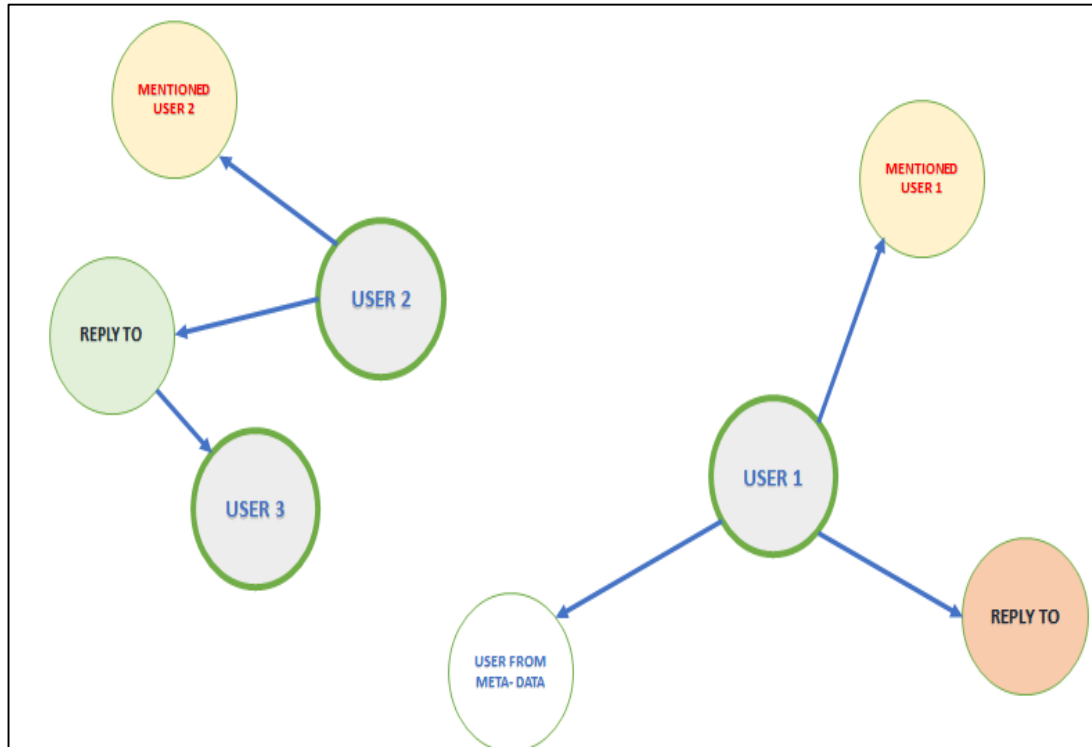 MENTIONED
USER 2
MENTIONED
USER 1
USER 2
REPLY TO
USER 1
USER 3
REPLY TO
USER FROM
META- DATA